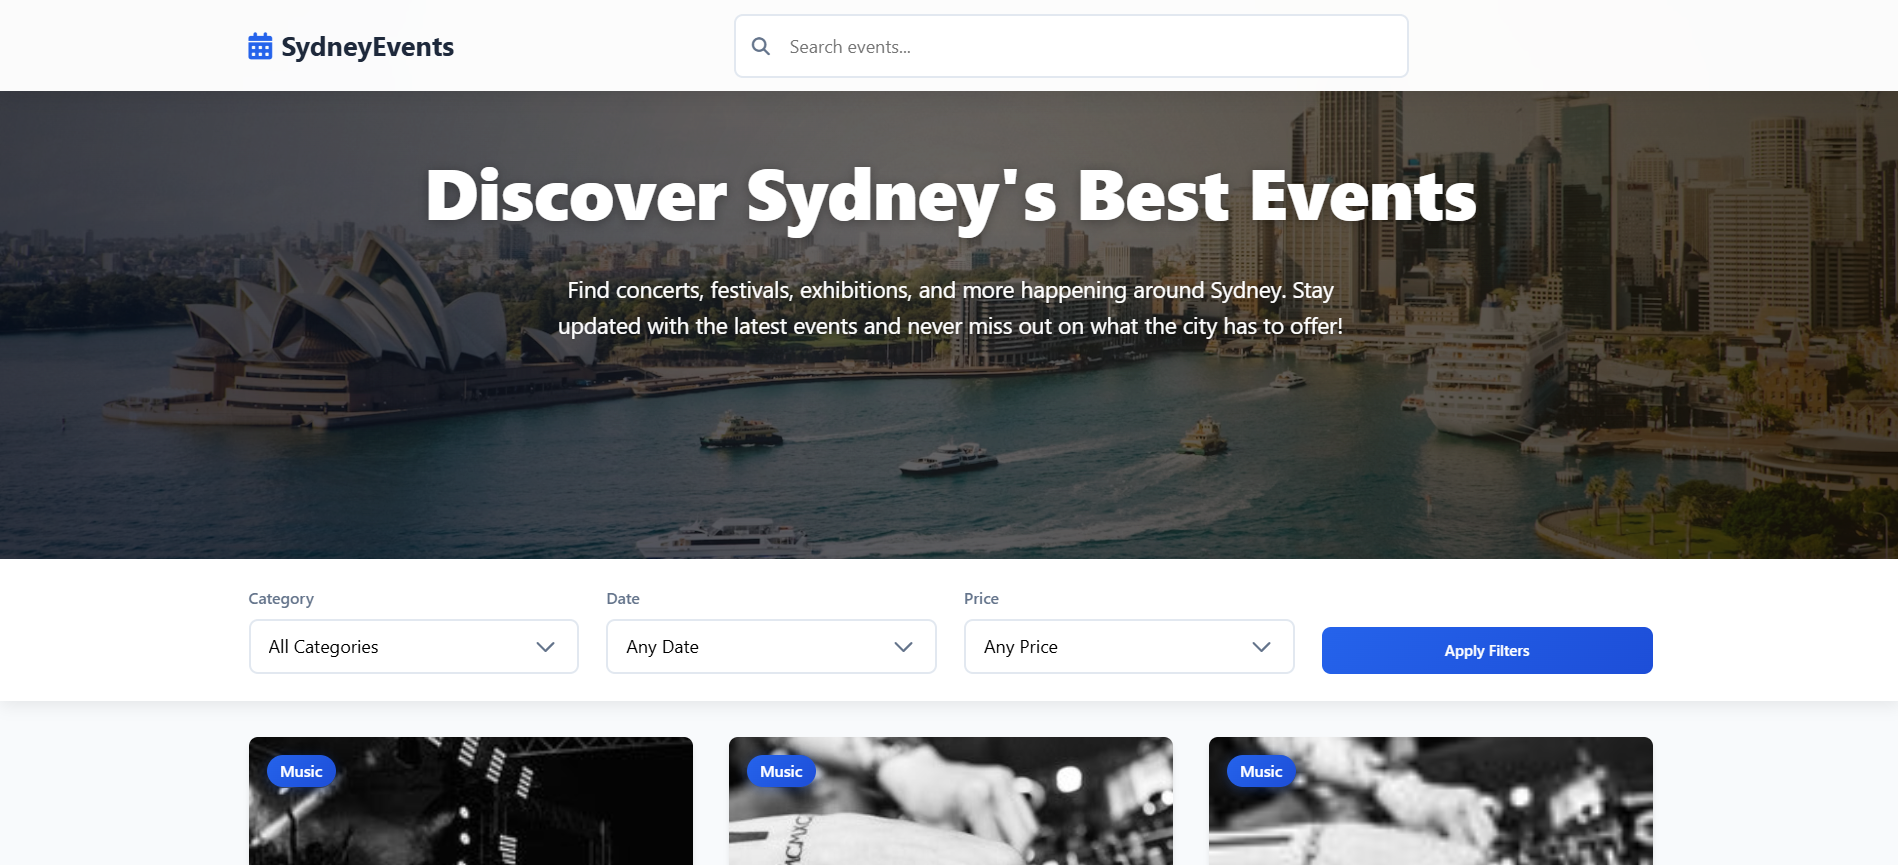 SydneyEvents
Search events...
Discover Sydney's Best Events
Find concerts, festivals, exhibitions, and more happening around Sydney. Stay
updated with the latest events and never miss out on what the city has to offer!
Category
Date
Price
All Categories
Any Date
Any Price
Apply Filters
Music
Music
Music
MCMXC